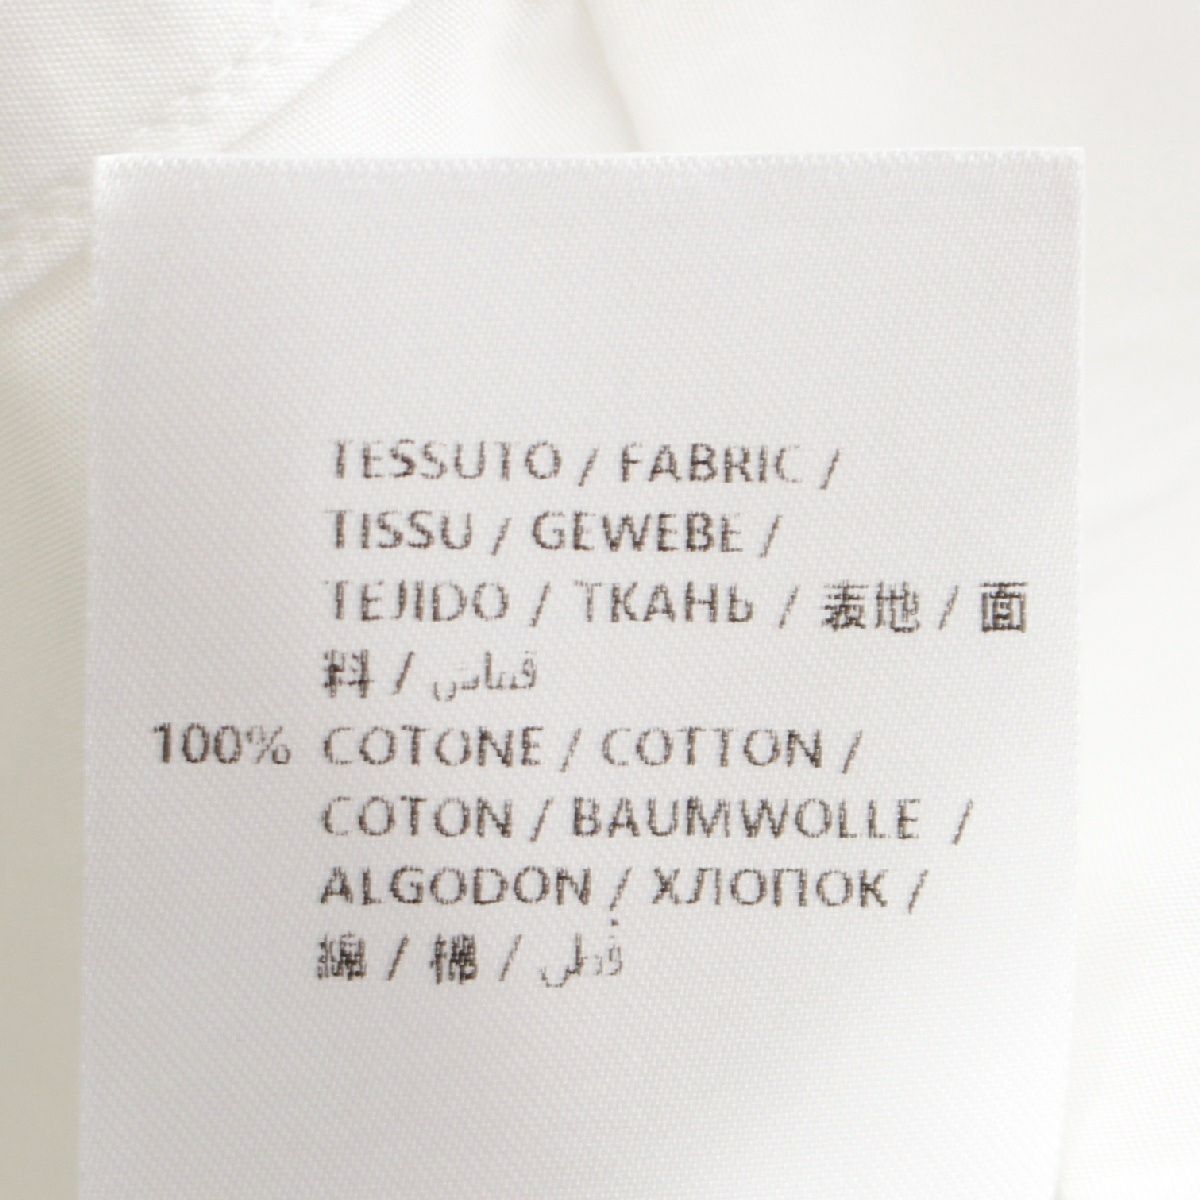 TESSUTO / FABRIC /
TISSU / GEWEBE /
TEJIDO / ТКАНЬ / 表地 / 面
料 / قماش
100% COTONE / COTTON /
COTON / BAUMWOLLE /
ALGODON / ХЛОПОК /
綿 / 棉 / قطن